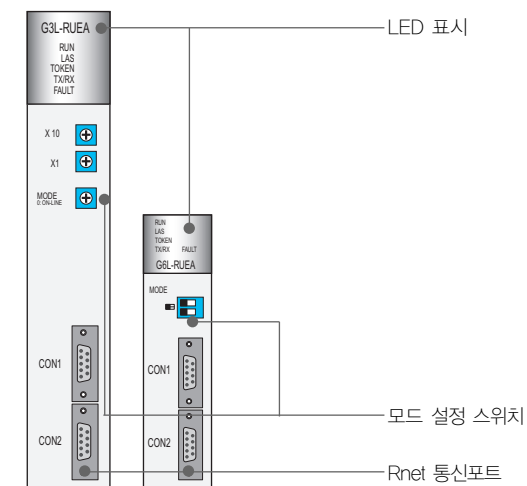 G3L-RUEA
RUN
LAS
TOKEN
TX/RX
FAULT
X 10
X1
MODE
0: ON-LINE
CON1
CON2
RUN
LAS
TOKEN
TX/RX FAULT
G6L-RUEA
MODE
CON1
CON2
LED 표시
모드 설정 스위치
Rnet 통신포트